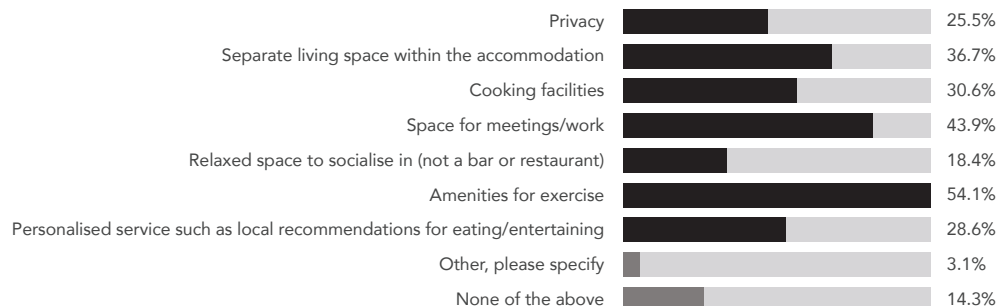 Privacy 25.5%
Separate living space within the accommodation 36.7%
Cooking facilities 30.6%
Space for meetings/work 43.9%
Relaxed space to socialise in (not a bar or restaurant) 18.4%
Amenities for exercise 54.1%
Personalised service such as local recommendations for eating/entertaining 28.6%
Other, please specify 3.1%
None of the above 14.3%